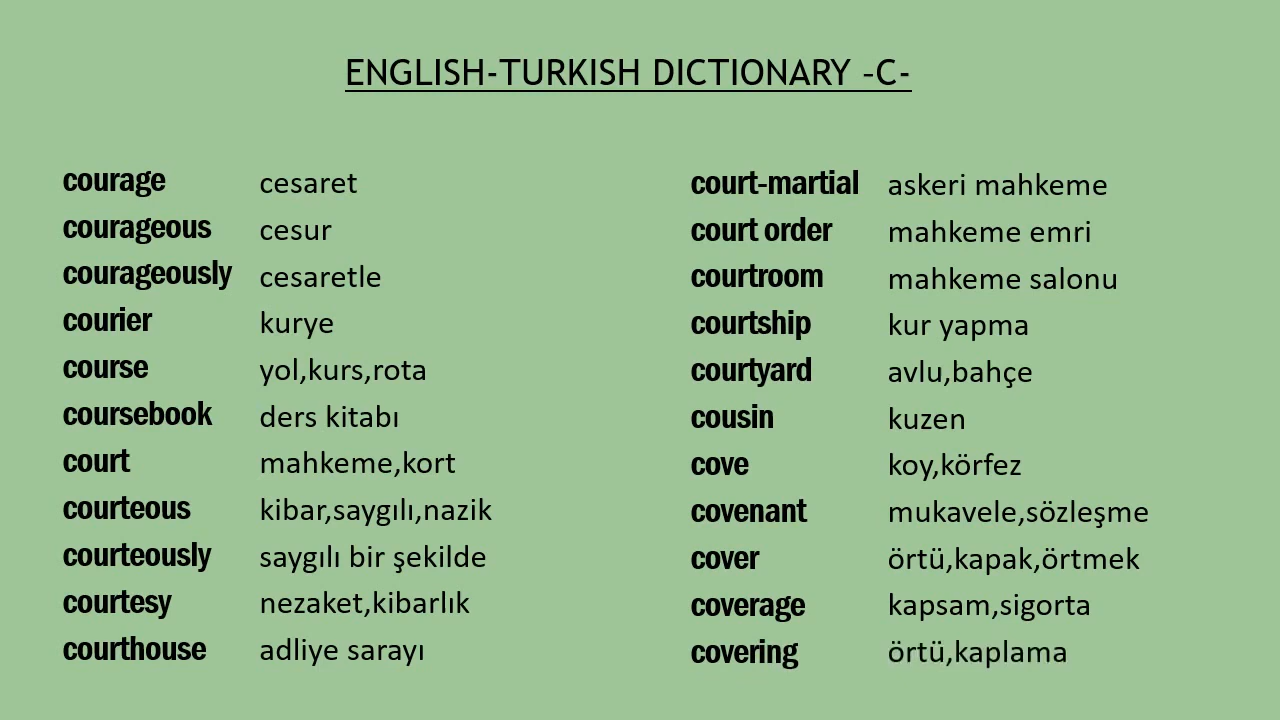 ENGLISH-TURKISH DICTIONARY –C-
courage cesaret
courageous cesur
courageously cesaretle
courier kurye
course yol,kurs,rota
coursebook ders kitabı
court mahkeme,kort
courteous kibar,saygılı,nazik
courteously saygılı bir şekilde
courtesy nezaket,kibarlık
courthouse adliye sarayı
court-martial askeri mahkeme
court order mahkeme emri
courtroom mahkeme salonu
courtship kur yapma
courtyard avlu,bahçe
cousin kuzen
cove koy,körfez
covenant mukavele,sözleşme
cover örtü,kapak,örtmek
coverage kapsam,sigorta
covering örtü,kaplama